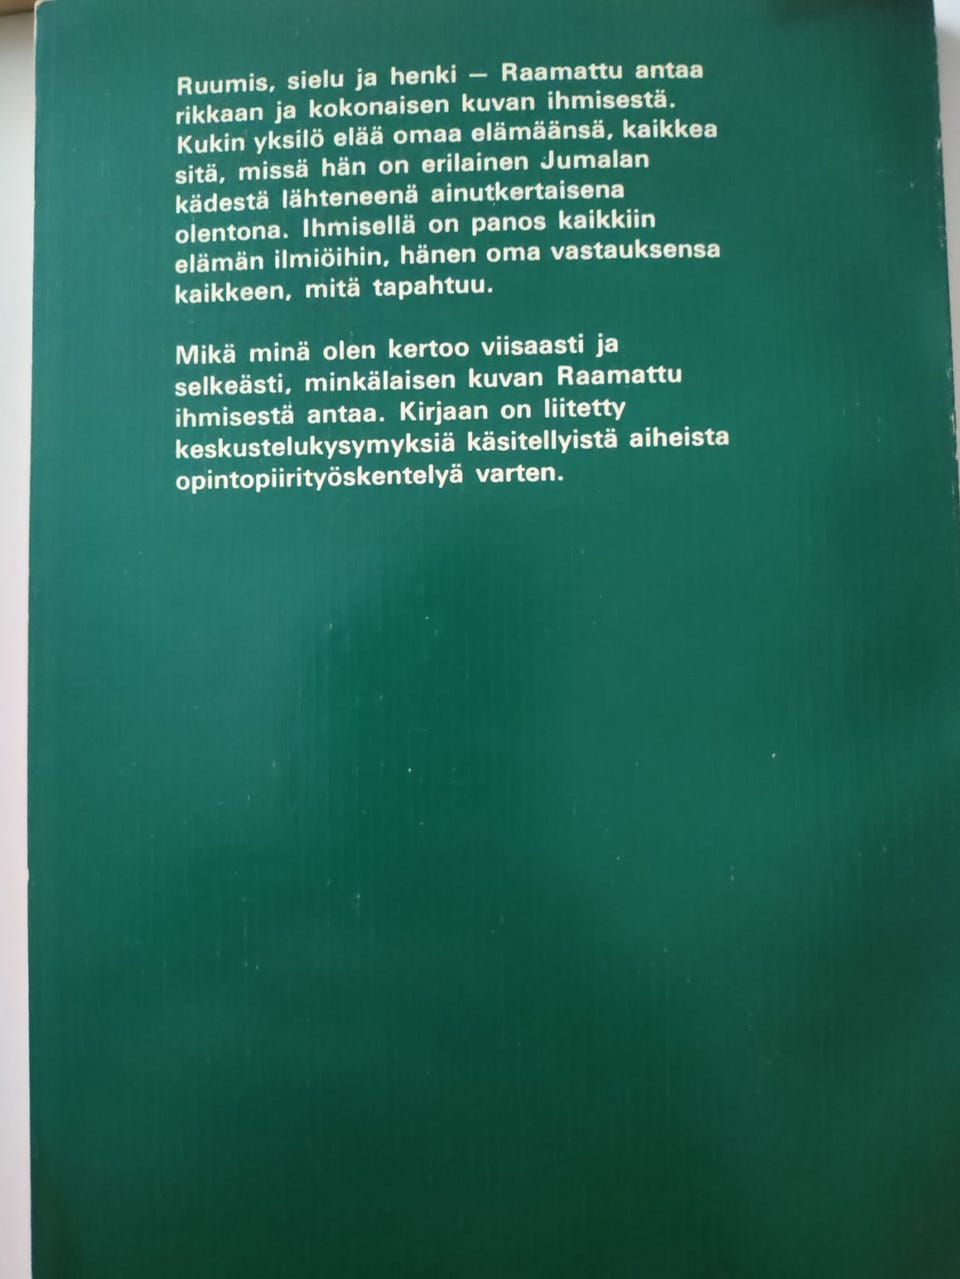 Ruumis, sielu ja henki — Raamattu antaa
rikkaan ja kokonaisen kuvan ihmisestä.
Kukin yksilö elää omaa elämäänsä, kaikkea
sitä, missä hän on erilainen Jumalan
kädestä lähteneenä ainutkertaisena
olentona. Ihmisellä on panos kaikkiin
elämän ilmiöihin, hänen oma vastauksensa
kaikkeen, mitä tapahtuu.
Mikä minä olen kertoo viisaasti ja
selkeästi, minkälaisen kuvan Raamattu
ihmisestä antaa. Kirjaan on liitetty
keskustelukysymyksiä käsitellyistä aiheista
opintopiirityöskentelyä varten.